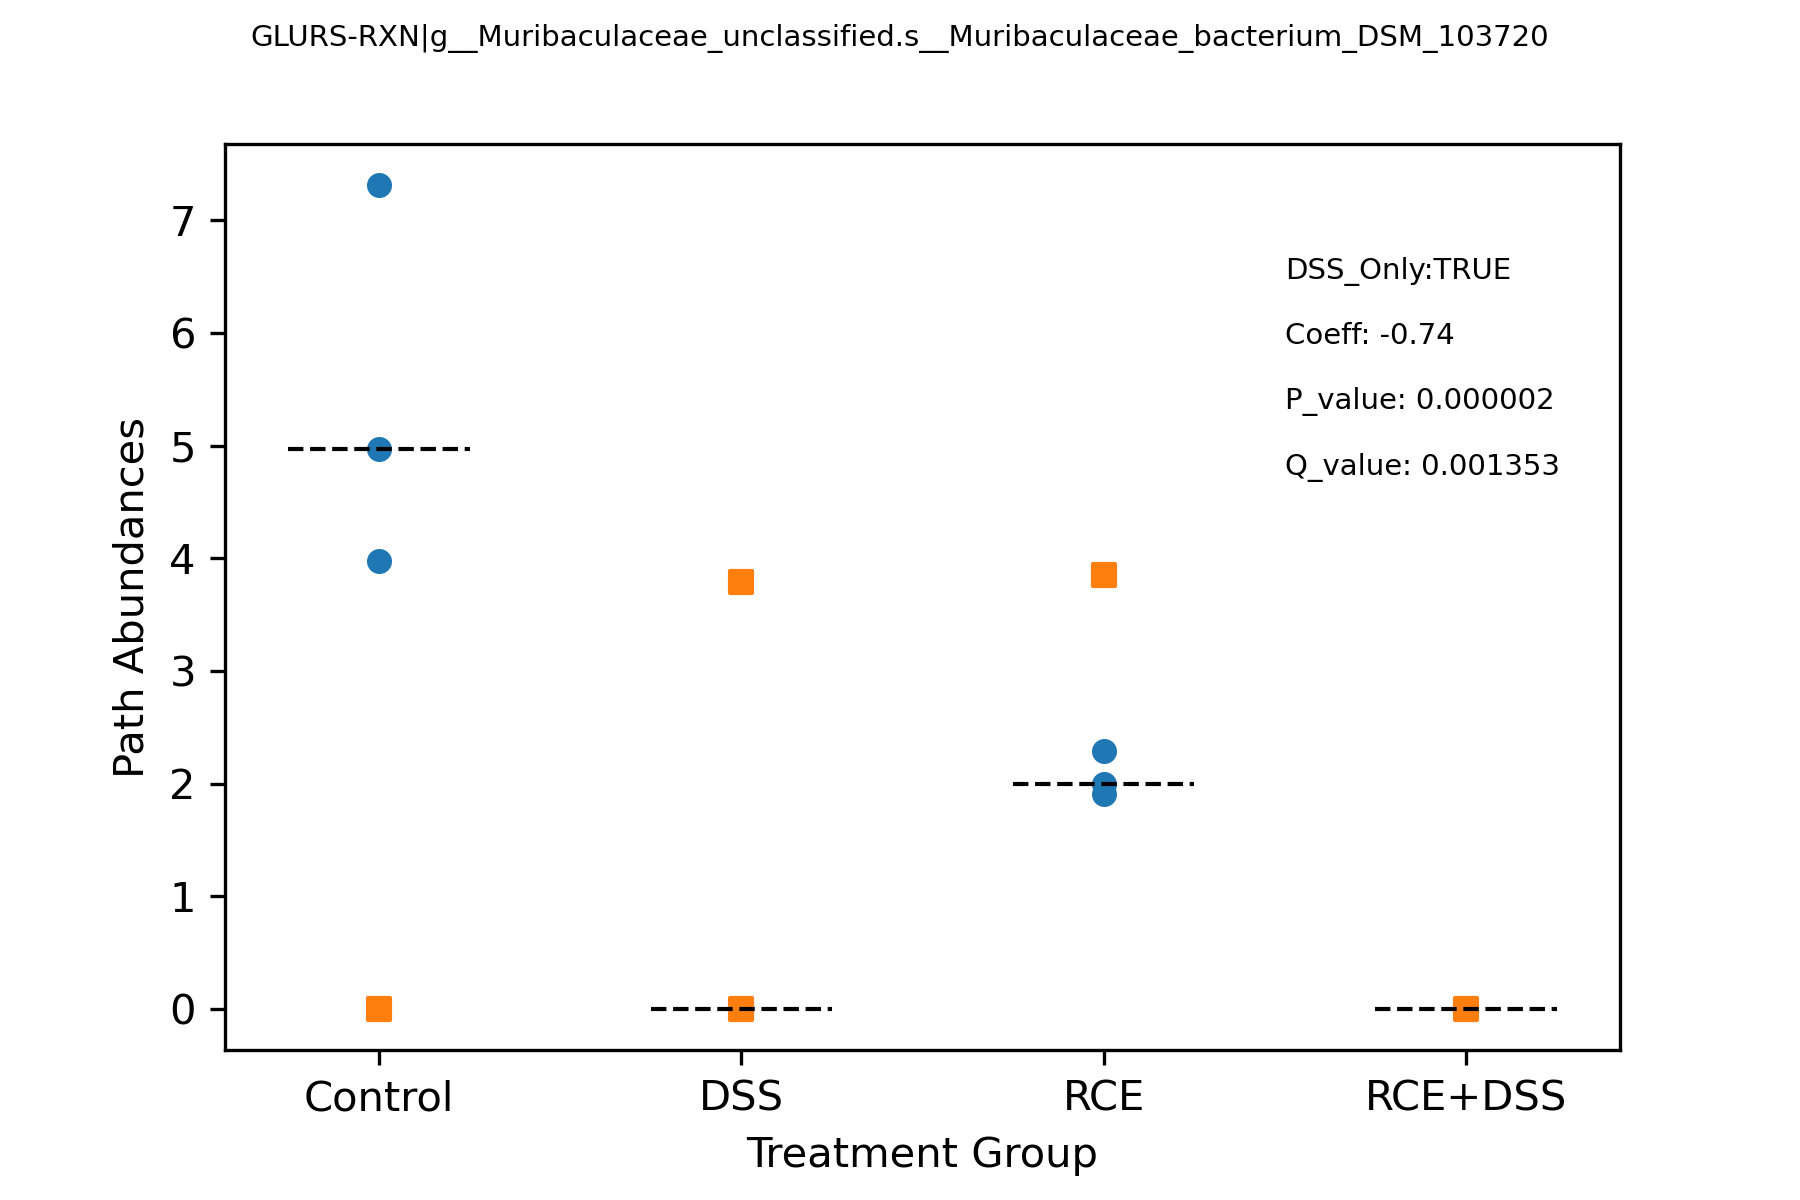 GLURS-RXN|g__Muribaculaceae_unclassified.s__Muribaculaceae_bacterium_DSM_103720
7
6
5
4
3
2
1
0
Path Abundances
DSS_Only:TRUE
Coeff: -0.74
P_value: 0.000002
Q_value: 0.001353
Control
DSS
RCE
RCE+DSS
Treatment Group